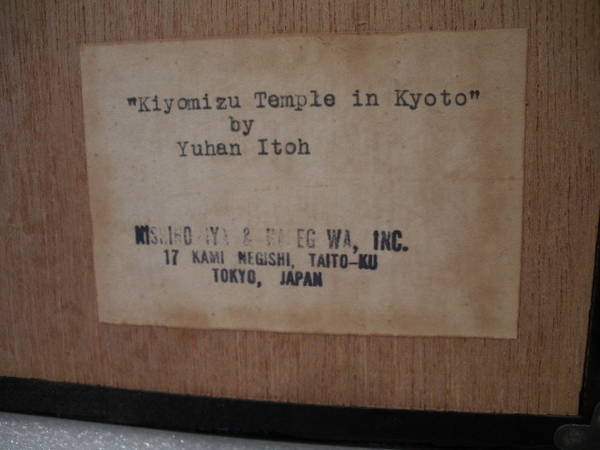 "Kiyomizu Temple in Kyoto"
by
Yuhan Itoh
& INC.
17 KAMI NEGISHI, TAITO-KU
TOKYO, JAPAN